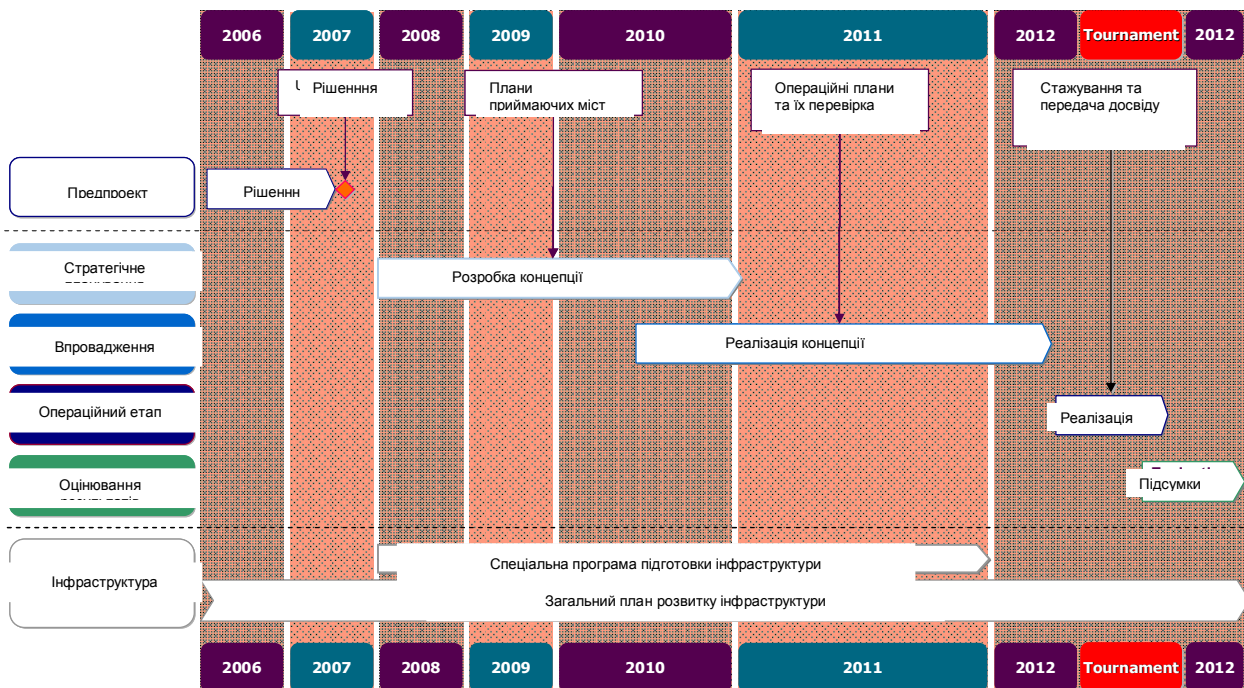 2006 2007 2008 2009 2010 2011 2012 Tournament 2012
Рішенння
Плани
приймаючих міст
Операційні плани
та їх перевірка
Стажування та
передача досвіду
Предпроект
Рішенн
Стратегічне
Розробка концепції
Впровадження
Реалізація концепції
Операційний етап
Реалізація
Оцінювання
Підсумки
Інфраструктура
Спеціальна програма підготовки інфраструктури
Загальний план розвитку інфраструктури
2006 2007 2008 2009 2010 2011 2012 Tournament 2012